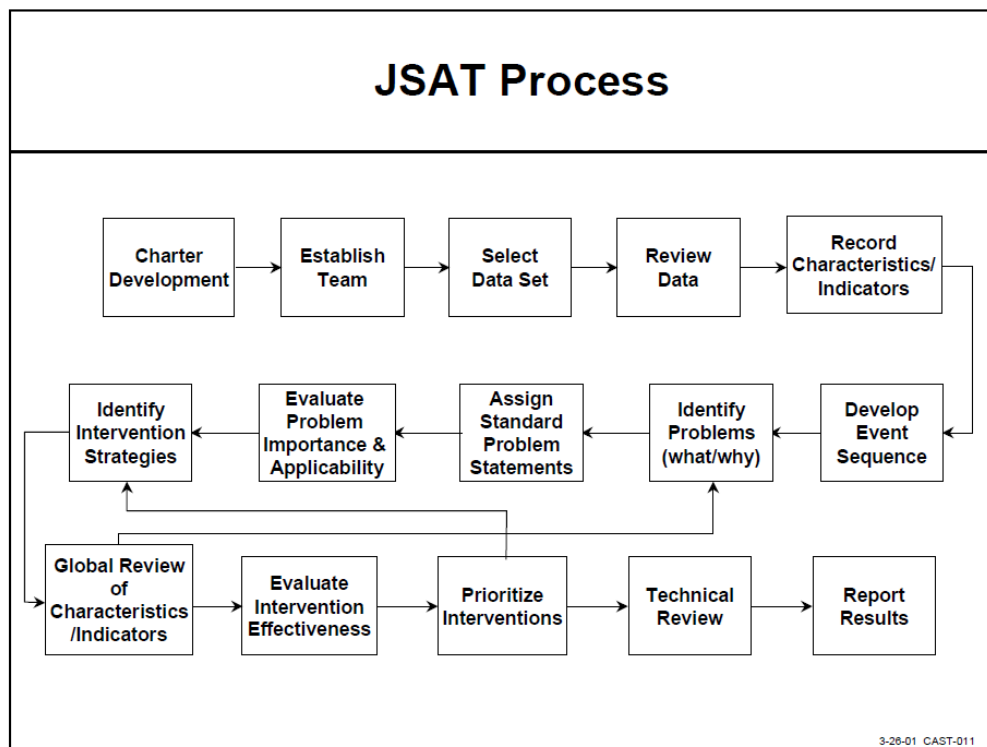 JSAT Process
Charter
Development
Establish
Team
Select
Data Set
Review
Data
Record
Characteristics/
Indicators
Identify
Intervention
Strategies
Evaluate
Problem
Importance &
Applicability
Assign
Standard
Problem
Statements
Identify
Problems
(what/why)
Develop
Event
Sequence
Global Review
of
Characteristics
/Indicators
Evaluate
Intervention
Effectiveness
Prioritize
Interventions
Technical
Review
Report
Results
3-26-01 CAST-011